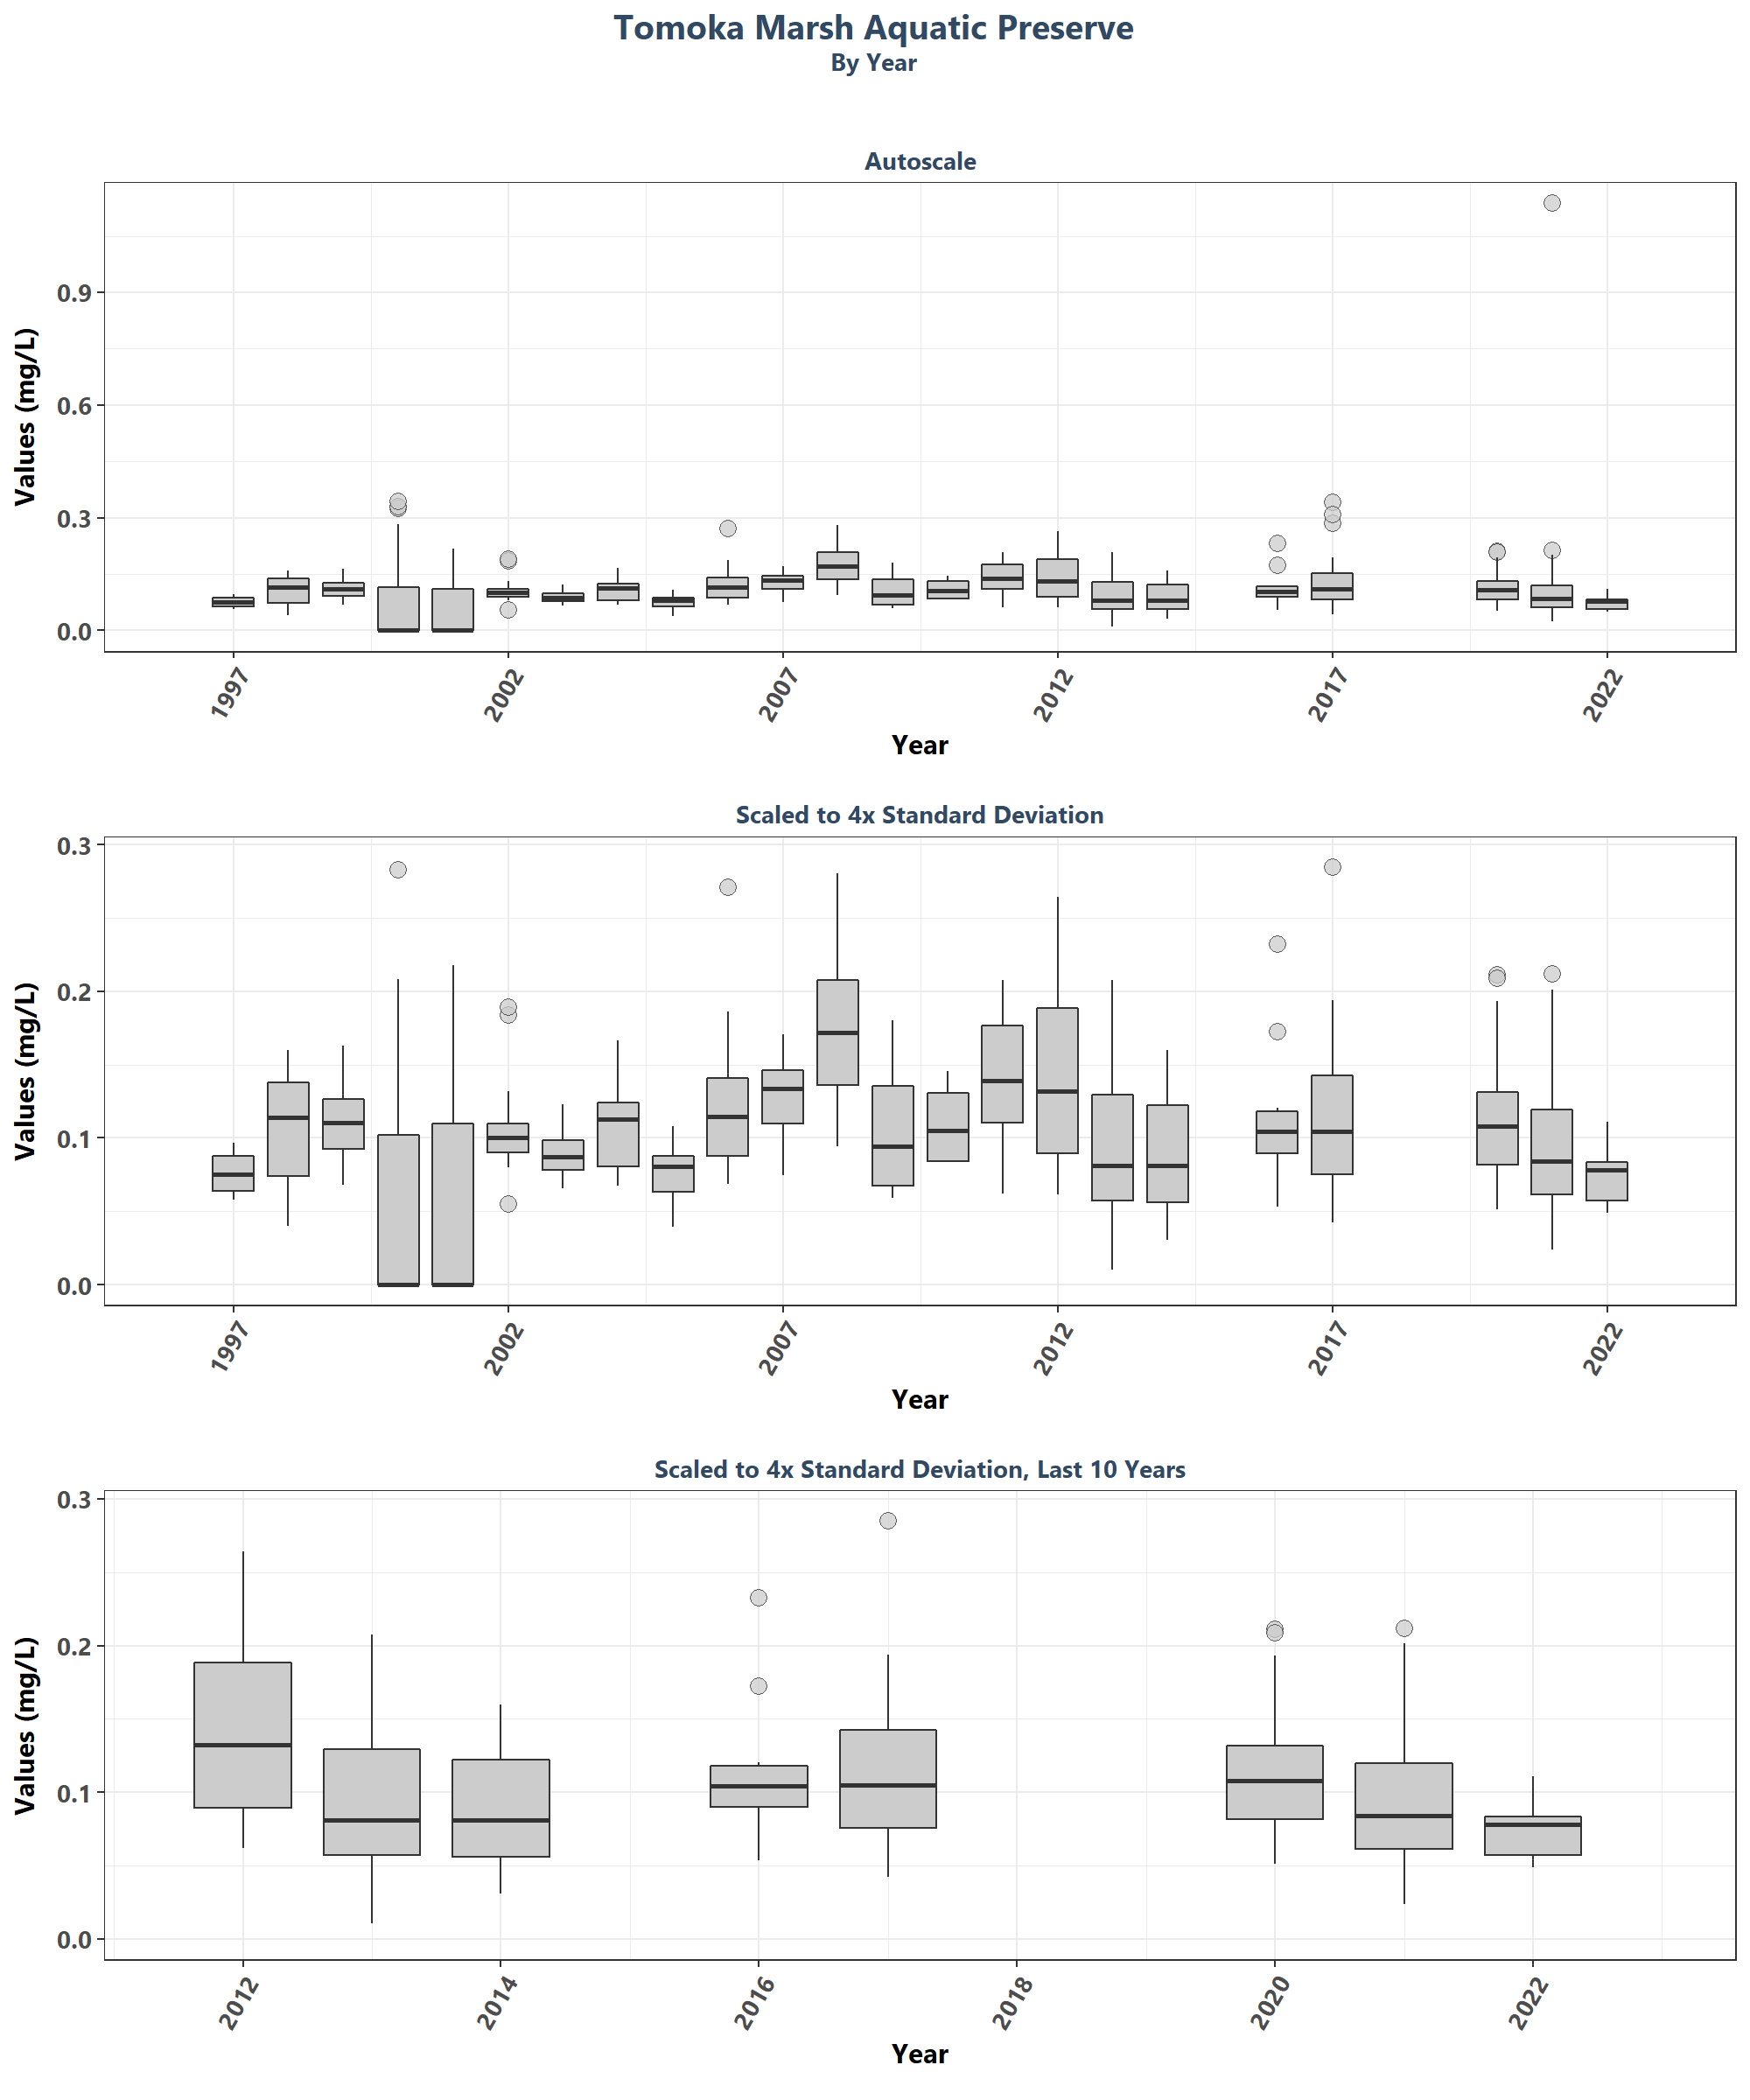 Tomoka Marsh Aquatic Preserve
By Year
Autoscale
Values (mg/L)
0.9
0.6
0.3
0.0
1997 2002 2007 2012 2017 2022
Year
Scaled to 4x Standard Deviation
Values (mg/L)
0.3
0.2
0.1
0.0
1997 2002 2007 2012 2017 2022
Year
Scaled to 4x Standard Deviation, Last 10 Years
Values (mg/L)
0.3
0.2
0.1
0.0
2012 2014 2016 2018 2020 2022
Year